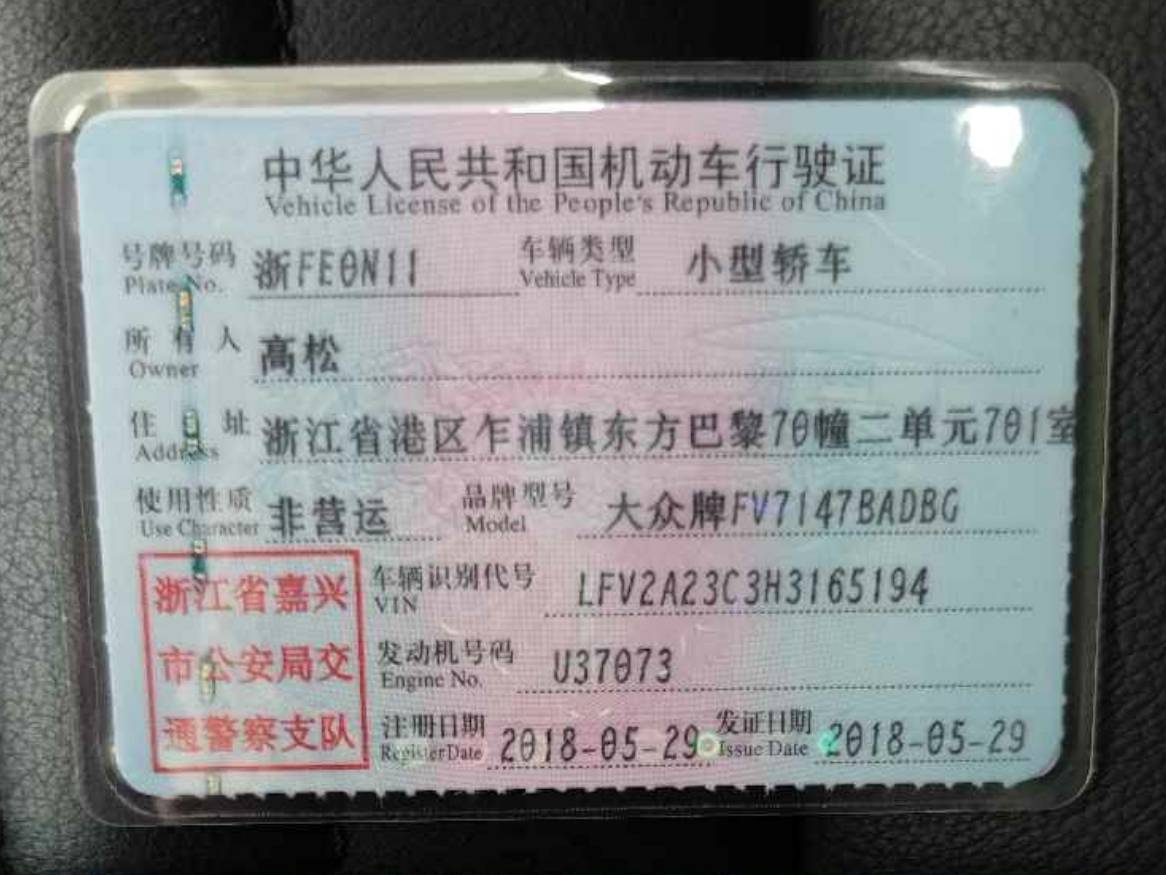 中华人民共和国机动车行驶证
Vehicle License of the People's Republic of China
号牌号码 浙FE0N11 车辆类型 小型轿车
Plate No. Vehicle Type
所有人 高松
Owner
住址 浙江省港区乍浦镇东方巴黎70幢二单元701室
Address
使用性质 非营运 品牌型号 大众牌FV7147BADBG
Use Character Model
浙江省嘉兴
市公安局交
通警察支队
车辆识别代号 LFV2A23C3H3165194
VIN
发动机号码 U37073
Engine No.
注册日期 2018-05-29 发证日期 2018-05-29
Register Date Issue Date